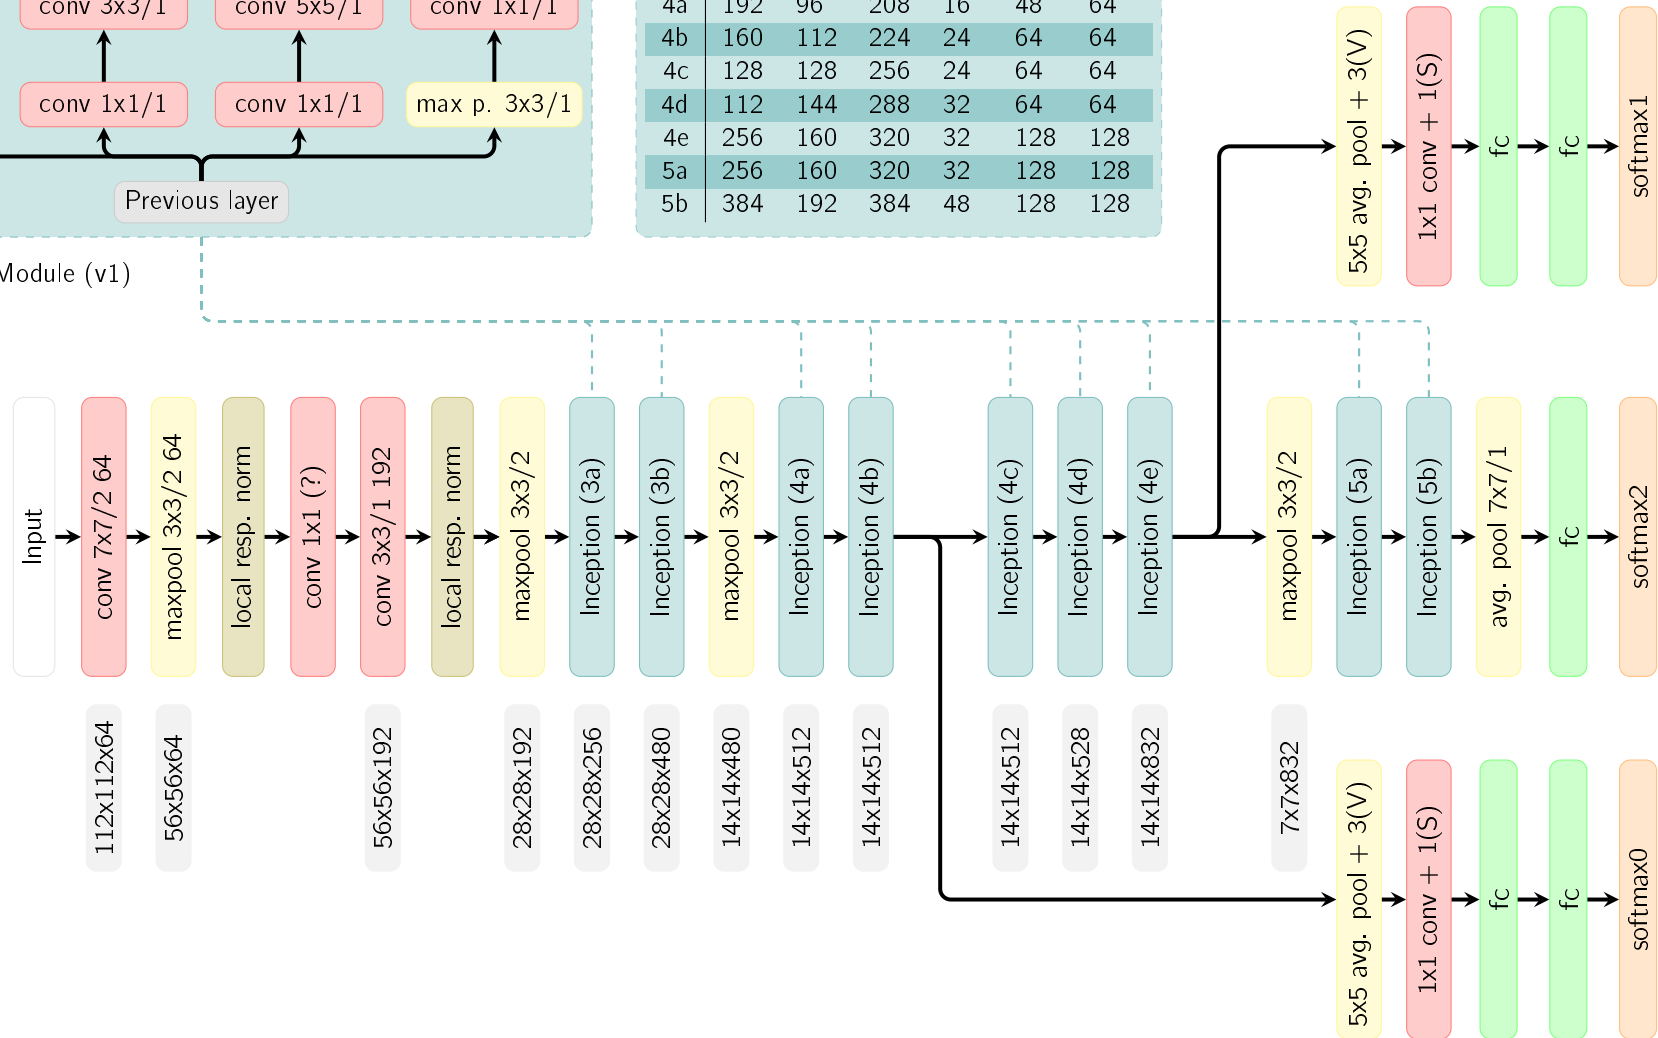 conv 3x3/1 conv 5x5/1 conv 1x1/1
conv 1x1/1 conv 1x1/1 max p. 3x3/1
Previous layer
Module (v1)
4a 192 96 208 16 48 64
4b 160 112 224 24 64 64
4c 128 128 256 24 64 64
4d 112 144 288 32 64 64
4e 256 160 320 32 128 128
5a 256 160 320 32 128 128
5b 384 192 384 48 128 128
5x5 avg. pool + 3(V)
1x1 conv + 1(S)
fc
fc
softmax1
Input
conv 7x7/2 64
maxpool 3x3/2 64
local resp. norm
conv 1x1 (?)
conv 3x3/1 192
local resp. norm
maxpool 3x3/2
Inception (3a)
Inception (3b)
maxpool 3x3/2
Inception (4a)
Inception (4b)
Inception (4c)
Inception (4d)
Inception (4e)
maxpool 3x3/2
Inception (5a)
Inception (5b)
avg. pool 7x7/1
fc
softmax2
112x112x64
56x56x64
56x56x192
28x28x192
28x28x256
28x28x480
14x14x480
14x14x512
14x14x512
14x14x512
14x14x528
14x14x832
7x7x832
5x5 avg. pool + 3(V)
1x1 conv + 1(S)
fc
fc
softmax0